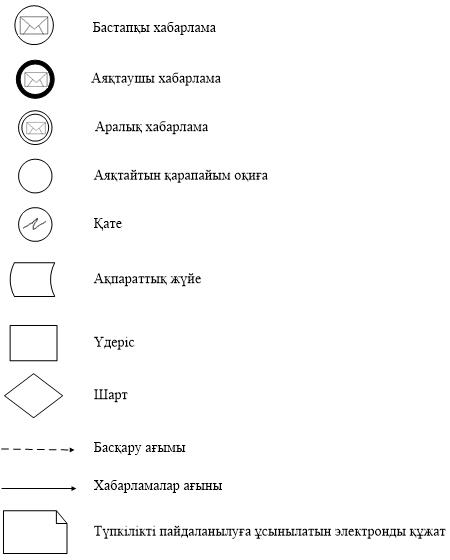 Бастапқы хабарлама
Аяқтаушы хабарлама
Аралық хабарлама
Аяқтайтын қарапайым оқиға
Қате
Ақпараттық жүйе
Үдеріс
Шарт
Басқару ағымы
Хабарламалар ағыны
Түпкілікті пайдаланылуға ұсынылатын электронды құжат